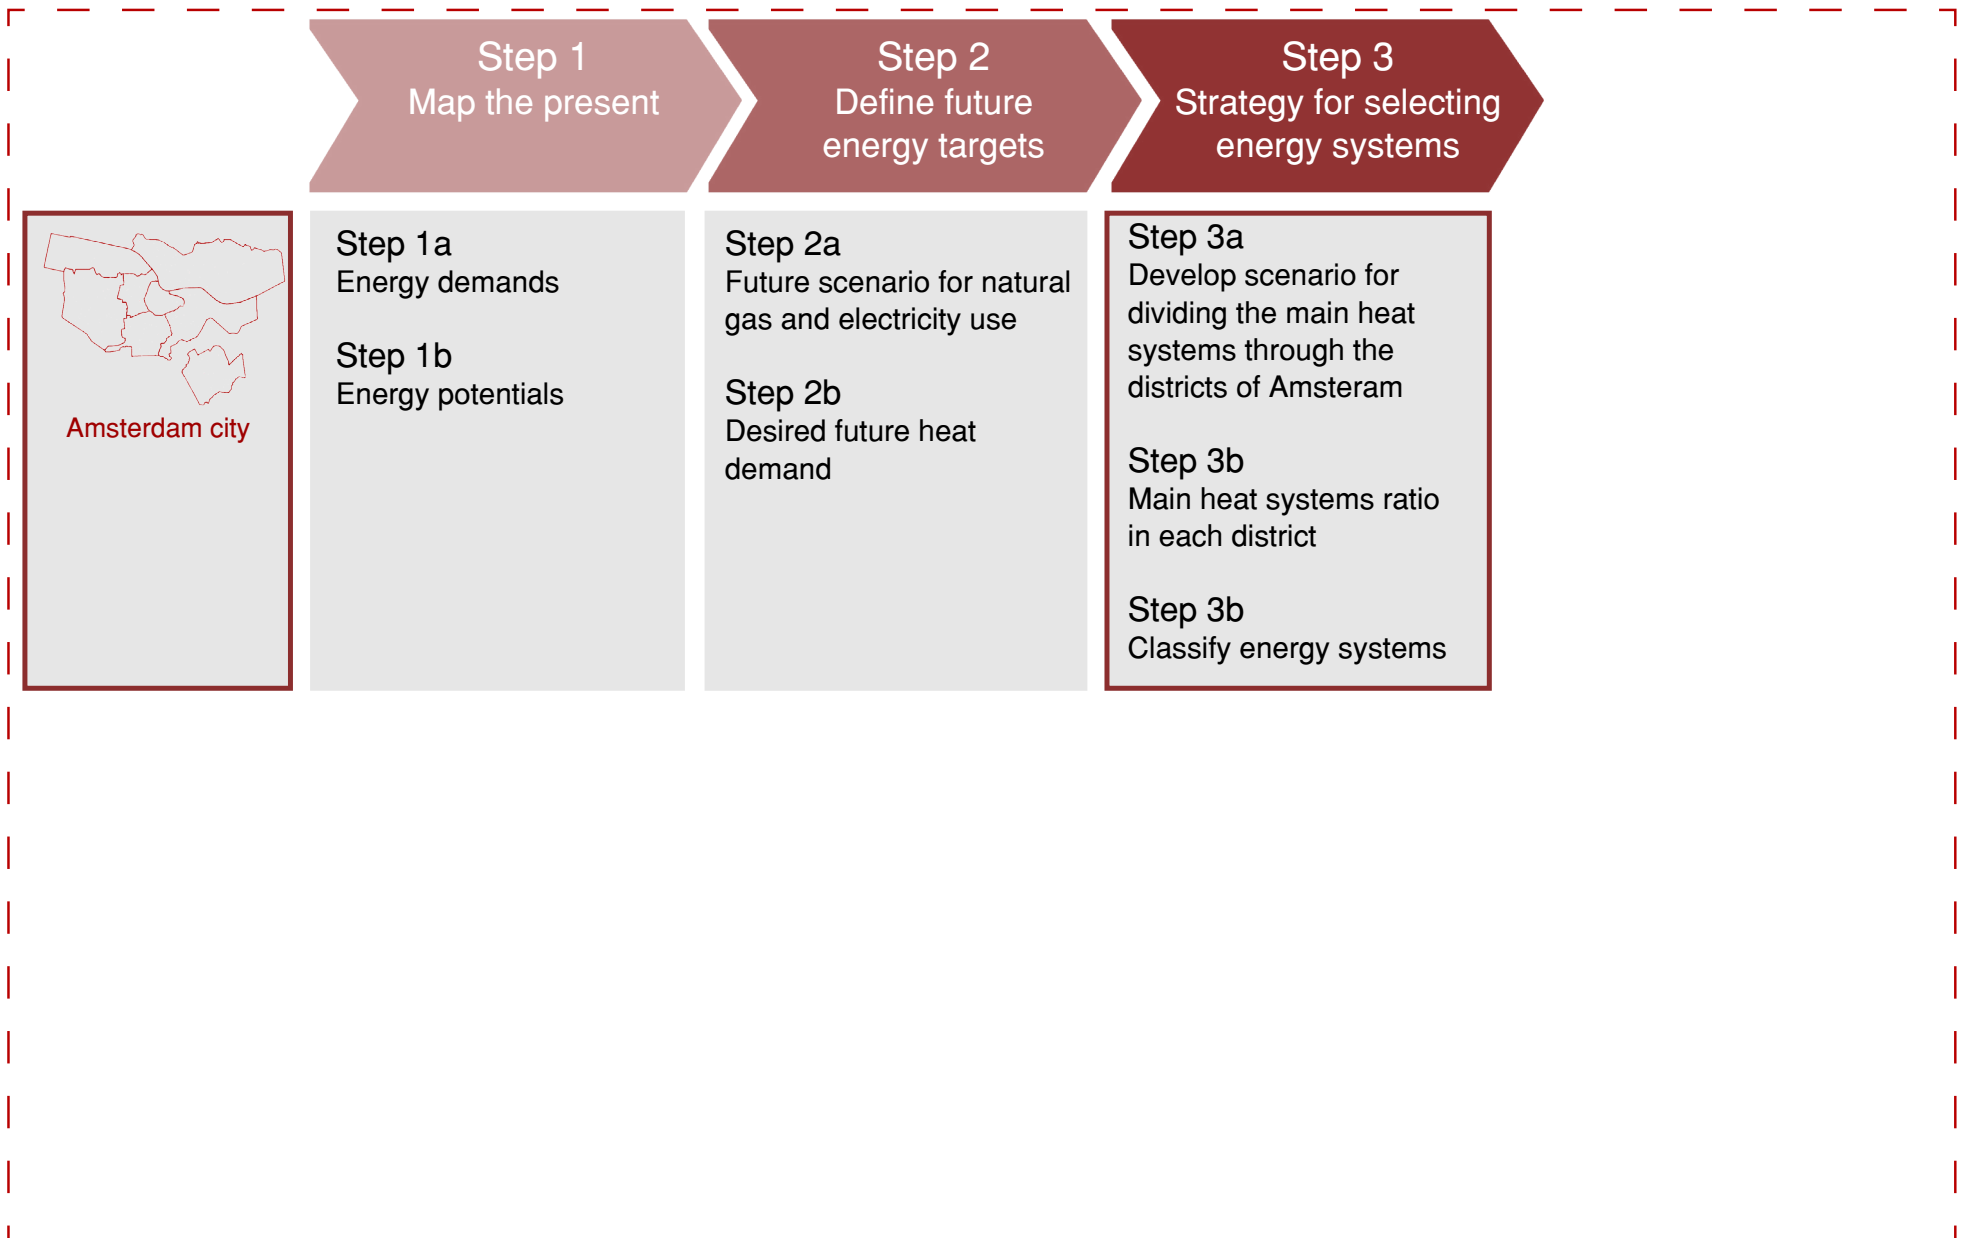 Step 1
Map the present
Step 2
Define future
energy targets
Step 3
Strategy for selecting
energy systems
Amsterdam city
Step 1a
Energy demands
Step 1b
Energy potentials
Step 2a
Future scenario for natural
gas and electricity use
Step 2b
Desired future heat
demand
Step 3a
Develop scenario for
dividing the main heat
systems through the
districts of Amsteram
Step 3b
Main heat systems ratio
in each district
Step 3b
Classify energy systems